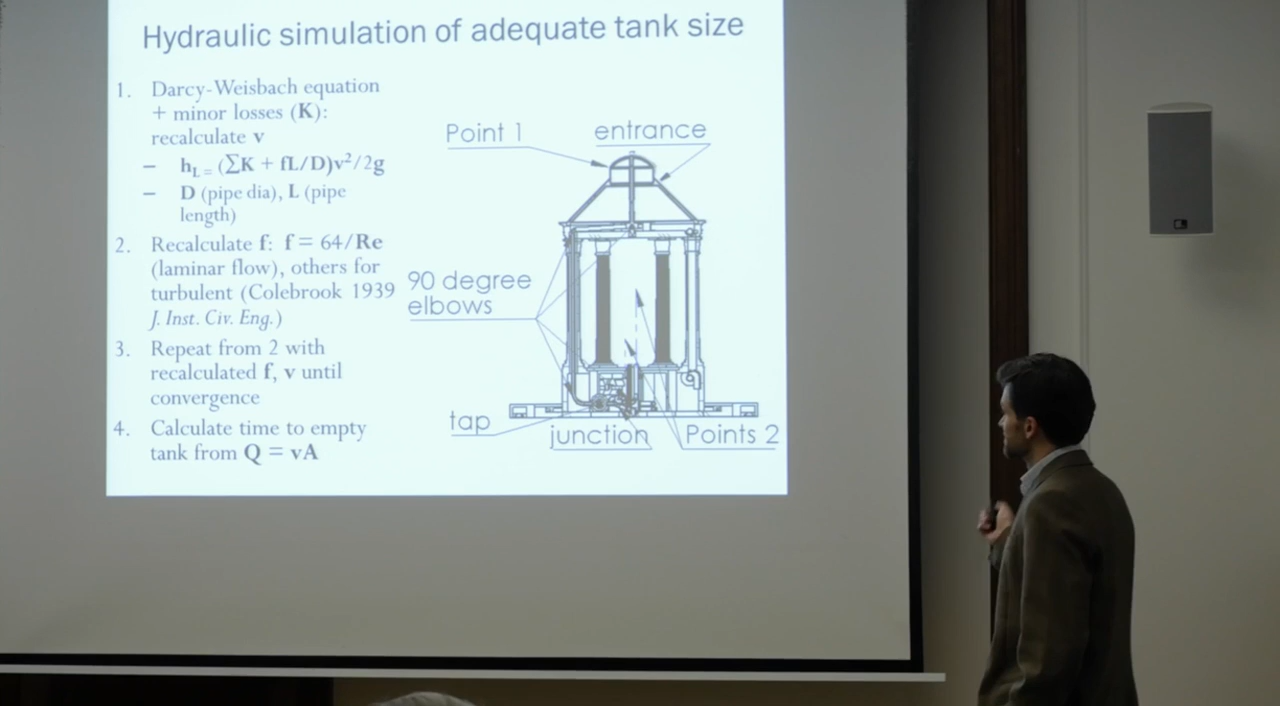 Hydraulic simulation of adequate tank size
1. Darcy-Weisbach equation
+ minor losses (K):
recalculate v
– hL = (∑K + fL/D)v²/2g
– D (pipe dia), L (pipe
length)
2. Recalculate f: f = 64/Re
(laminar flow), others for
turbulent (Colebrook 1939
J. Inst. Civ. Eng.)
3. Repeat from 2 with
recalculated f, v until
convergence
4. Calculate time to empty
tank from Q = vA
Point 1
entrance
90 degree
elbows
tap
junction
Points 2